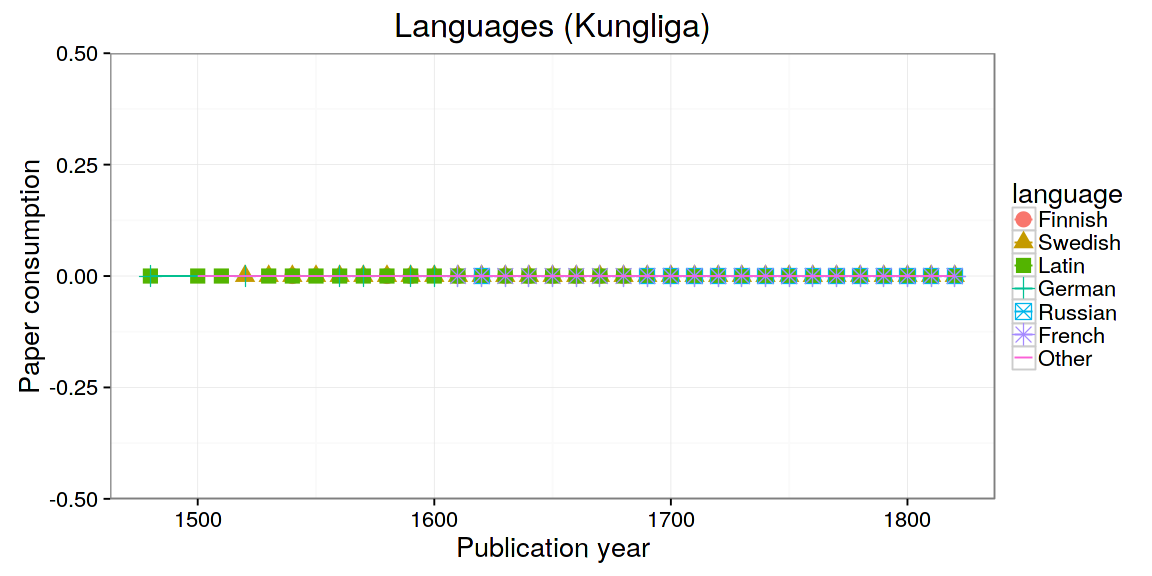 Languages (Kungliga)
Paper consumption
0.50
0.25
0.00
-0.25
-0.50
1500
1600
1700
1800
Publication year
language
Finnish
Swedish
Latin
German
Russian
French
Other